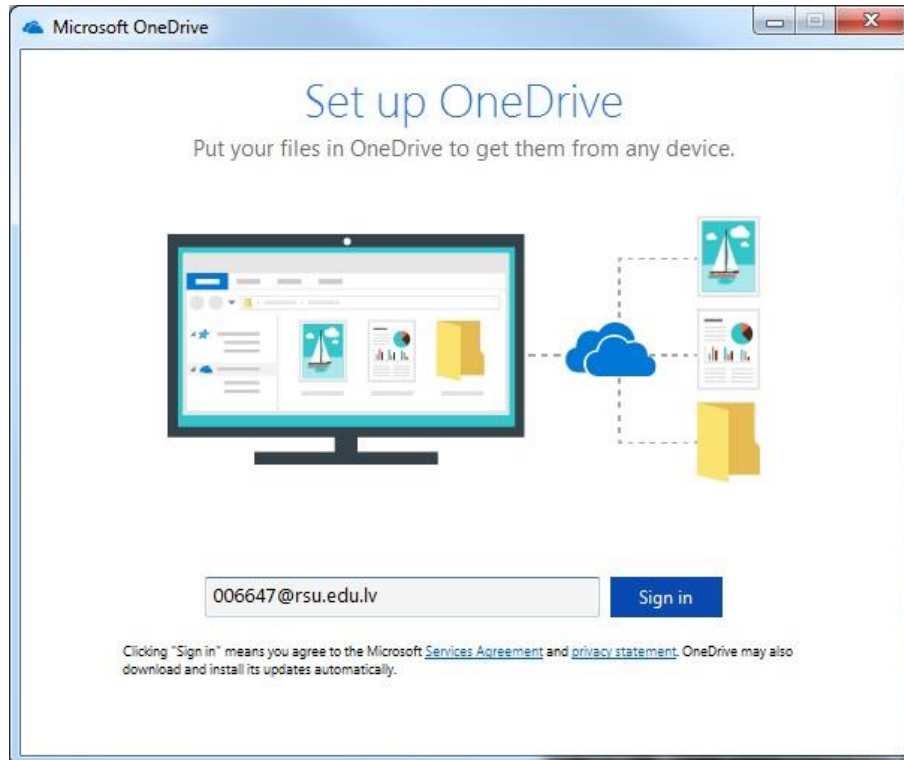 Microsoft OneDrive
Set up OneDrive
Put your files in OneDrive to get them from any device.
006647@rsu.edu.lv
Sign in
Clicking "Sign in" means you agree to the Microsoft Services Agreement and privacy statement. OneDrive may also
download and install its updates automatically.